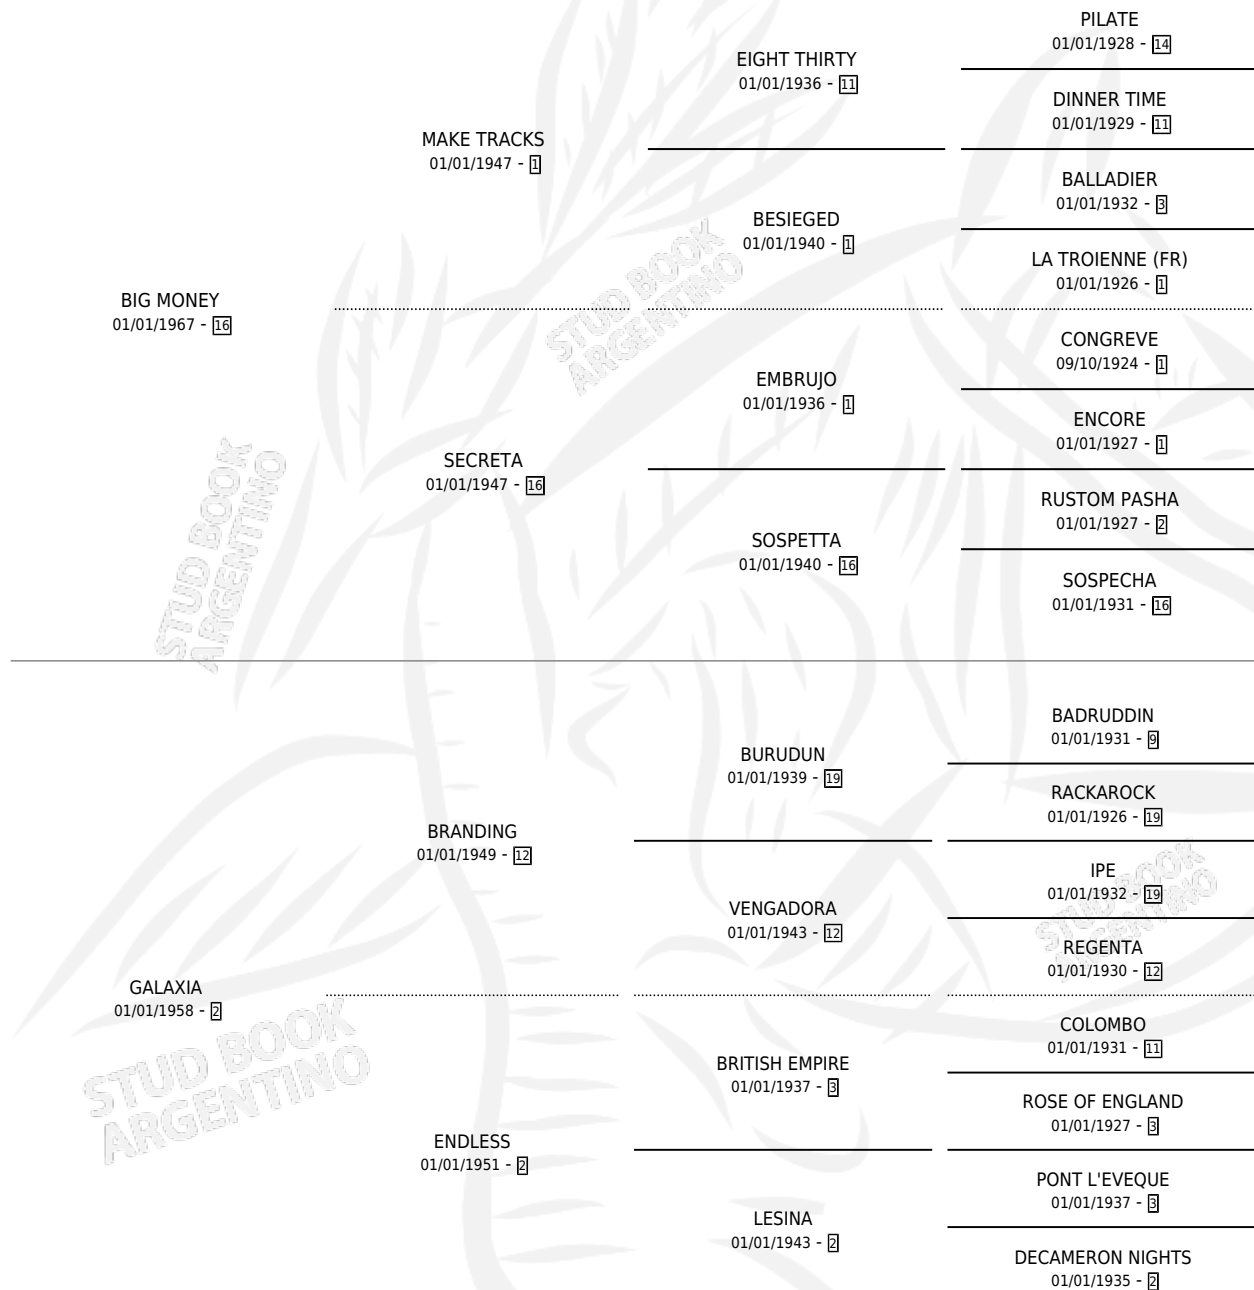 PILATE
01/01/1928 - 14
EIGHT THIRTY
01/01/1936 - 11
DINNER TIME
01/01/1929 - 11
MAKE TRACKS
01/01/1947 - 1
BALLADIER
01/01/1932 - 3
BESIEGED
01/01/1940 - 1
LA TROIENNE (FR)
01/01/1926 - 1
BIG MONEY
01/01/1967 - 16
STUD BOOK
ARGENTINO
CONGREVE
09/10/1924 - 1
EMBRUJO
01/01/1936 - 1
ENCORE
01/01/1927 - 1
SECRETA
01/01/1947 - 16
STUD BOOK
ARGENTINO
RUSTOM PASHA
01/01/1927 - 2
SOSPETTA
01/01/1940 - 16
SOSPECHA
01/01/1931 - 16
BADRUDDIN
01/01/1931 - 9
BURUDUN
01/01/1939 - 19
RACKAROCK
01/01/1926 - 19
BRANDING
01/01/1949 - 12
IPE
01/01/1932 - 19
STUD BOOK
ARGENTINO
VENGADORA
01/01/1943 - 12
REGENTA
01/01/1930 - 12
GALAXIA
01/01/1958 - 2
STUD BOOK
ARGENTINO
COLOMBO
01/01/1931 - 11
BRITISH EMPIRE
01/01/1937 - 3
ROSE OF ENGLAND
01/01/1927 - 3
ENDLESS
01/01/1951 - 2
PONT L'EVEQUE
01/01/1937 - 3
LESINA
01/01/1943 - 2
DECAMERON NIGHTS
01/01/1935 - 2